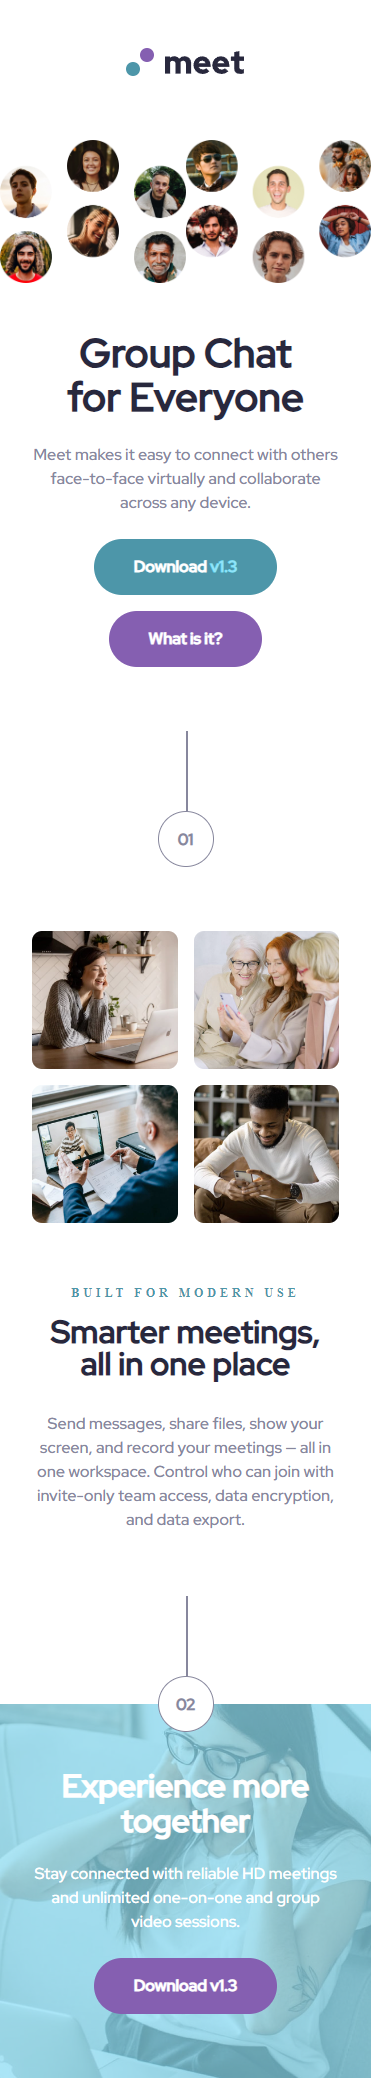 meet
Group Chat
for Everyone
Meet makes it easy to connect with others
face-to-face virtually and collaborate
across any device.
Download v1.3
What is it?
01
BUILT FOR MODERN USE
Smarter meetings,
all in one place
Send messages, share files, show your
screen, and record your meetings — all in
one workspace. Control who can join with
invite-only team access, data encryption,
and data export.
02
Experience more
together
Stay connected with reliable HD meetings
and unlimited one-on-one and group
video sessions.
Download v1.3